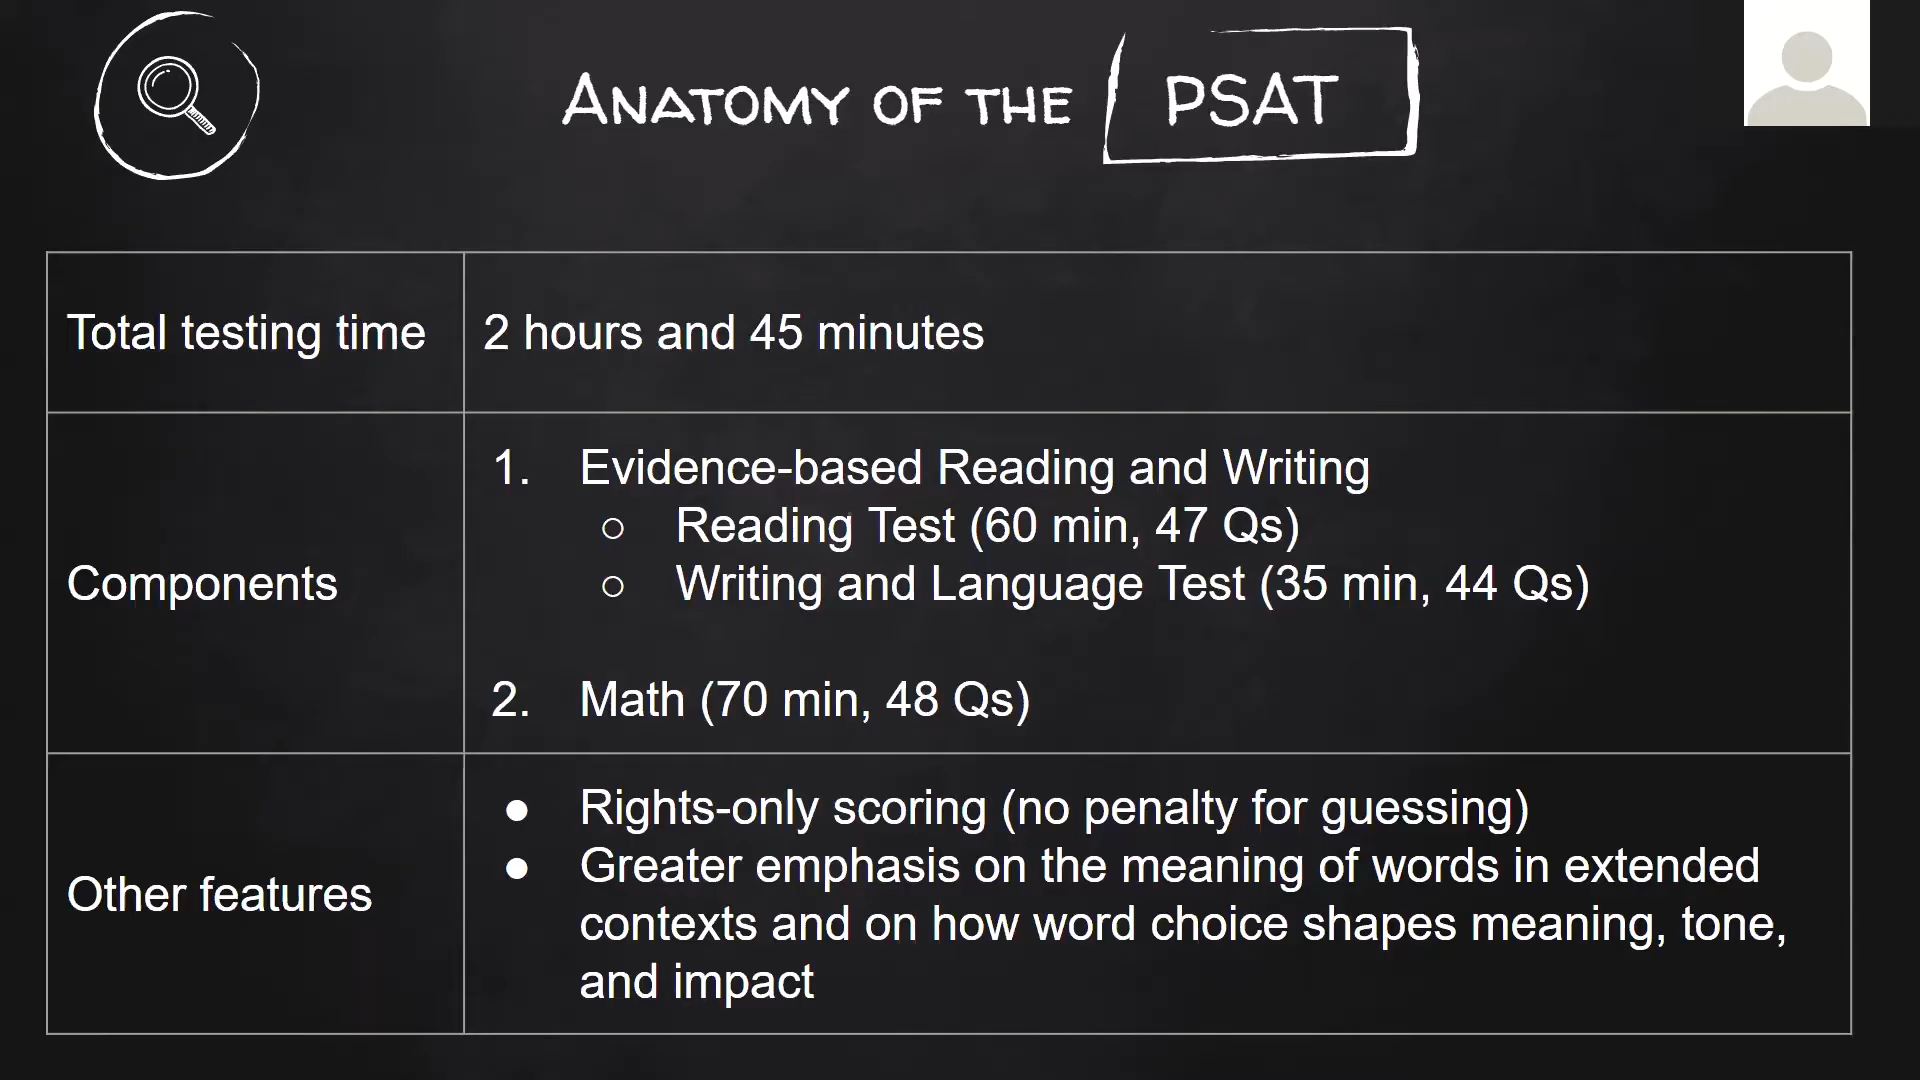 ANATOMY OF THE PSAT
Total testing time
2 hours and 45 minutes
Components
1. Evidence-based Reading and Writing
○ Reading Test (60 min, 47 Qs)
○ Writing and Language Test (35 min, 44 Qs)
2. Math (70 min, 48 Qs)
Other features
● Rights-only scoring (no penalty for guessing)
● Greater emphasis on the meaning of words in extended
contexts and on how word choice shapes meaning, tone,
and impact